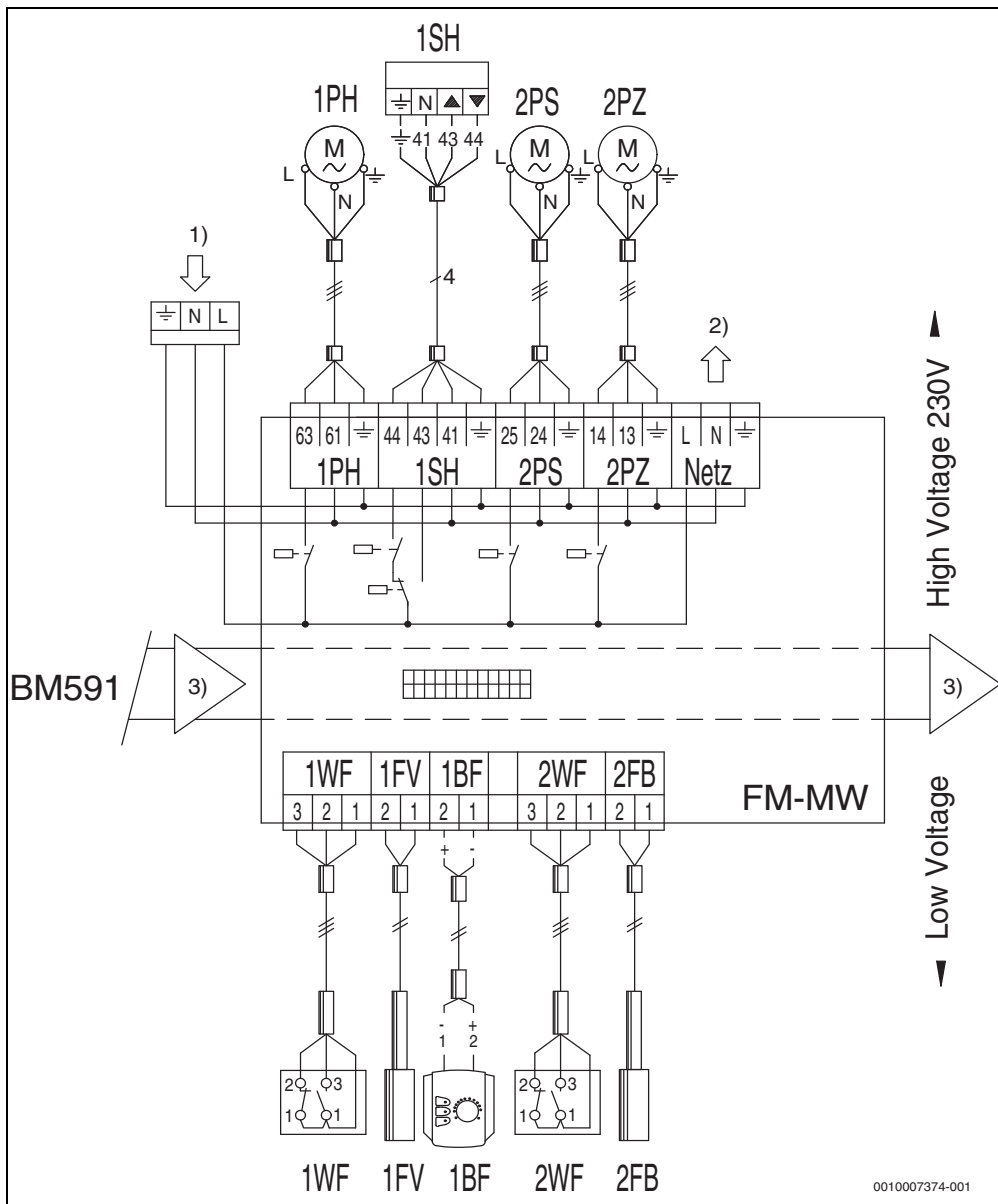 1SH
1PH
2PS
2PZ
⏚ N ▲ ▼
⏚ 41 43 44
M
M
M
L
⏚
L
⏚
L
⏚
N
N
N
1)
4
2)
⏚ N L
63 61 ⏚ 44 43 41 ⏚ 25 24 ⏚ 14 13 ⏚ L N ⏚
1PH 1SH 2PS 2PZ Netz
High Voltage 230V
BM591
3)
3)
1WF 1FV 1BF 2WF 2FB
FM-MW
3 2 1 2 1 2 1 3 2 1 2 1
+ -
Low Voltage
- +
1 2
2 3
1 1
2 3
1 1
1WF 1FV 1BF 2WF 2FB
0010007374-001